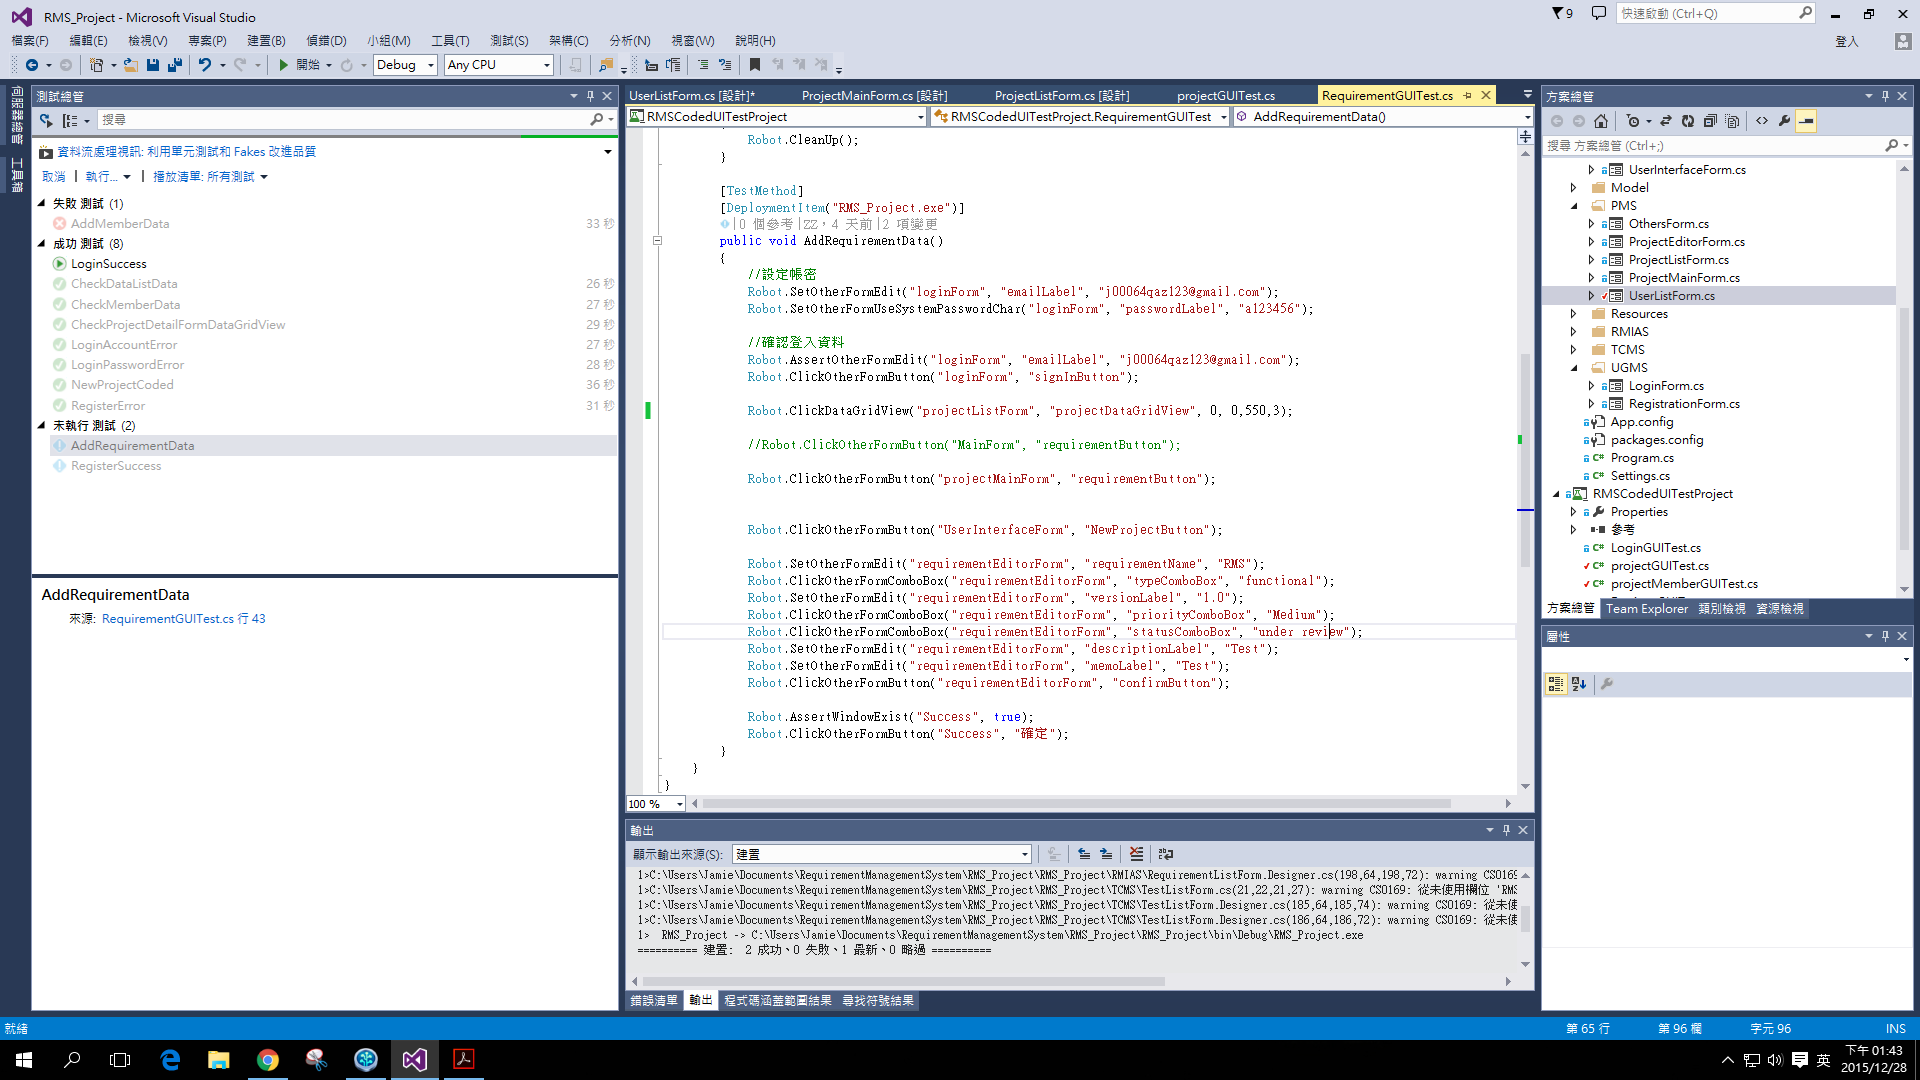 RMS_Project - Microsoft Visual Studio
9
快速啟動 (Ctrl+Q)
檔案(F) 編輯(E) 檢視(V) 專案(P) 建置(B) 偵錯(D) 小組(M) 工具(T) 測試(S) 架構(C) 分析(N) 視窗(W) 說明(H)
登入
開始 Debug Any CPU
伺服器總管
工具箱
測試總管
搜尋
資料流處理視訊: 利用單元測試和 Fakes 改進品質
取消 | 執行... | 播放清單: 所有測試
失敗 測試 (1)
AddMemberData 33 秒
成功 測試 (8)
LoginSuccess
CheckDataListData 26 秒
CheckMemberData 27 秒
CheckProjectDetailFormDataGridView 29 秒
LoginAccountError 27 秒
LoginPasswordError 28 秒
NewProjectCoded 36 秒
RegisterError 31 秒
未執行 測試 (2)
AddRequirementData
RegisterSuccess
AddRequirementData
來源: RequirementGUITest.cs 行 43
UserListForm.cs [設計]* ProjectMainForm.cs [設計] ProjectListForm.cs [設計] projectGUITest.cs RequirementGUITest.cs
RMSCodedUITestProject RMSCodedUITestProject.RequirementGUITest AddRequirementData()
Robot.CleanUp();
}
[TestMethod]
[DeploymentItem("RMS_Project.exe")]
|0 個參考|ZZ，4 天前|2 項變更
public void AddRequirementData()
{
//設定帳密
Robot.SetOtherFormEdit("loginForm", "emailLabel", "j00064qaz123@gmail.com");
Robot.SetOtherFormUseSystemPasswordChar("loginForm", "passwordLabel", "a123456");
//確認登入資料
Robot.AssertOtherFormEdit("loginForm", "emailLabel", "j00064qaz123@gmail.com");
Robot.ClickOtherFormButton("loginForm", "signInButton");
Robot.ClickDataGridView("projectListForm", "projectDataGridView", 0, 0,550,3);
//Robot.ClickOtherFormButton("MainForm", "requirementButton");
Robot.ClickOtherFormButton("projectMainForm", "requirementButton");
Robot.ClickOtherFormButton("UserInterfaceForm", "NewProjectButton");
Robot.SetOtherFormEdit("requirementEditorForm", "requirementName", "RMS");
Robot.ClickOtherFormComboBox("requirementEditorForm", "typeComboBox", "functional");
Robot.SetOtherFormEdit("requirementEditorForm", "versionLabel", "1.0");
Robot.ClickOtherFormComboBox("requirementEditorForm", "priorityComboBox", "Medium");
Robot.ClickOtherFormComboBox("requirementEditorForm", "statusComboBox", "under review");
Robot.SetOtherFormEdit("requirementEditorForm", "descriptionLabel", "Test");
Robot.SetOtherFormEdit("requirementEditorForm", "memoLabel", "Test");
Robot.ClickOtherFormButton("requirementEditorForm", "confirmButton");
Robot.AssertWindowExist("Success", true);
Robot.ClickOtherFormButton("Success", "確定");
}
}
}
100 %
輸出
顯示輸出來源(S): 建置
1>C:\Users\Jamie\Documents\RequirementManagementSystem\RMS_Project\RMS_Project\RMIAS\RequirementListForm.Designer.cs(198,64,198,72): warning CS0169
1>C:\Users\Jamie\Documents\RequirementManagementSystem\RMS_Project\RMS_Project\TCMS\TestListForm.cs(21,22,21,27): warning CS0169: 從未使用欄位 'RMS
1>C:\Users\Jamie\Documents\RequirementManagementSystem\RMS_Project\RMS_Project\TCMS\TestListForm.Designer.cs(185,64,185,74): warning CS0169: 從未使
1>C:\Users\Jamie\Documents\RequirementManagementSystem\RMS_Project\RMS_Project\TCMS\TestListForm.Designer.cs(186,64,186,72): warning CS0169: 從未使
1> RMS_Project -> C:\Users\Jamie\Documents\RequirementManagementSystem\RMS_Project\RMS_Project\bin\Debug\RMS_Project.exe
========== 建置: 2 成功、0 失敗、1 最新、0 略過 ==========
錯誤清單 輸出 程式碼涵蓋範圍結果 尋找符號結果
方案總管
搜尋 方案總管 (Ctrl+;)
UserInterfaceForm.cs
Model
PMS
OthersForm.cs
ProjectEditorForm.cs
ProjectListForm.cs
ProjectMainForm.cs
UserListForm.cs
Resources
RMIAS
TCMS
UGMS
LoginForm.cs
RegistrationForm.cs
App.config
packages.config
Program.cs
Settings.cs
RMSCodedUITestProject
Properties
參考
LoginGUITest.cs
projectGUITest.cs
projectMemberGUITest.cs
方案總管 Team Explorer 類別檢視 資源檢視
屬性
就緒 第 65 行 第 96 欄 字元 96 INS
英 下午 01:43
2015/12/28